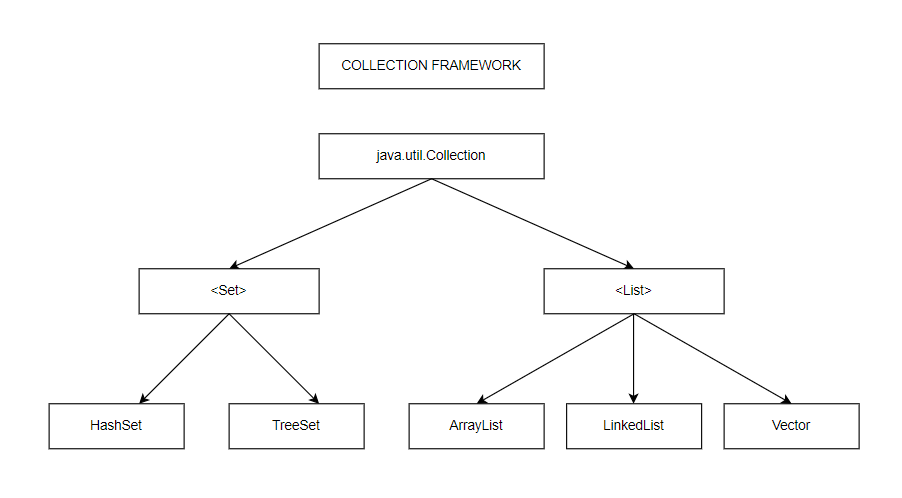 COLLECTION FRAMEWORK
java.util.Collection
<Set>
<List>
HashSet
TreeSet
ArrayList
LinkedList
Vector